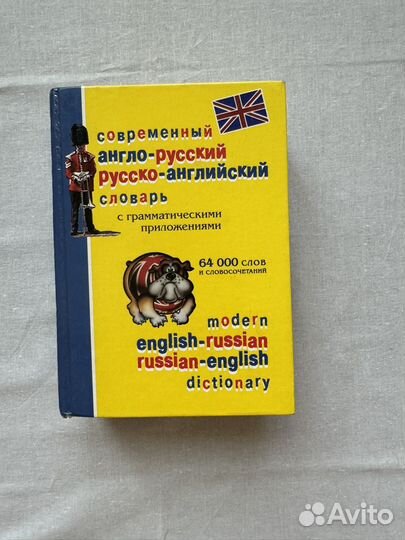 современный
англо-русский
русско-английский
словарь
с грамматическими
приложениями
64 000 слов
и словосочетаний
modern
english-russian
russian-english
dictionary
Avito